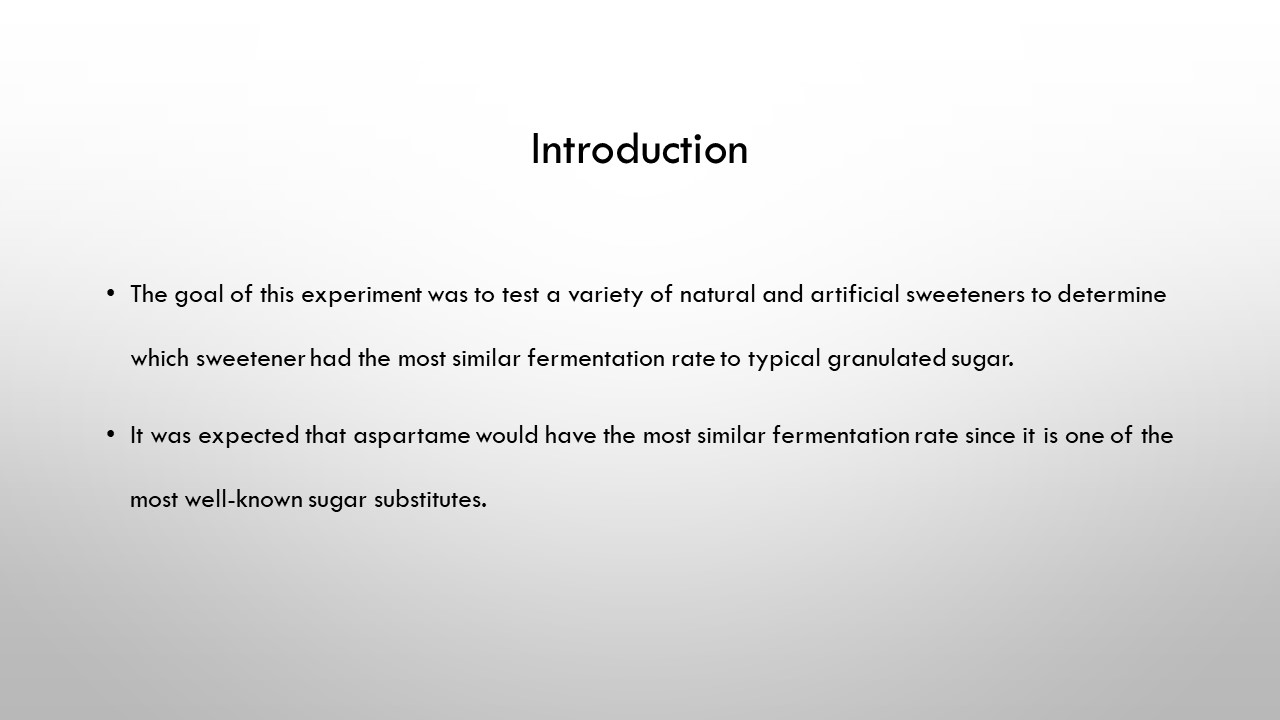 Introduction
• The goal of this experiment was to test a variety of natural and artificial sweeteners to determine
which sweetener had the most similar fermentation rate to typical granulated sugar.
• It was expected that aspartame would have the most similar fermentation rate since it is one of the
most well-known sugar substitutes.